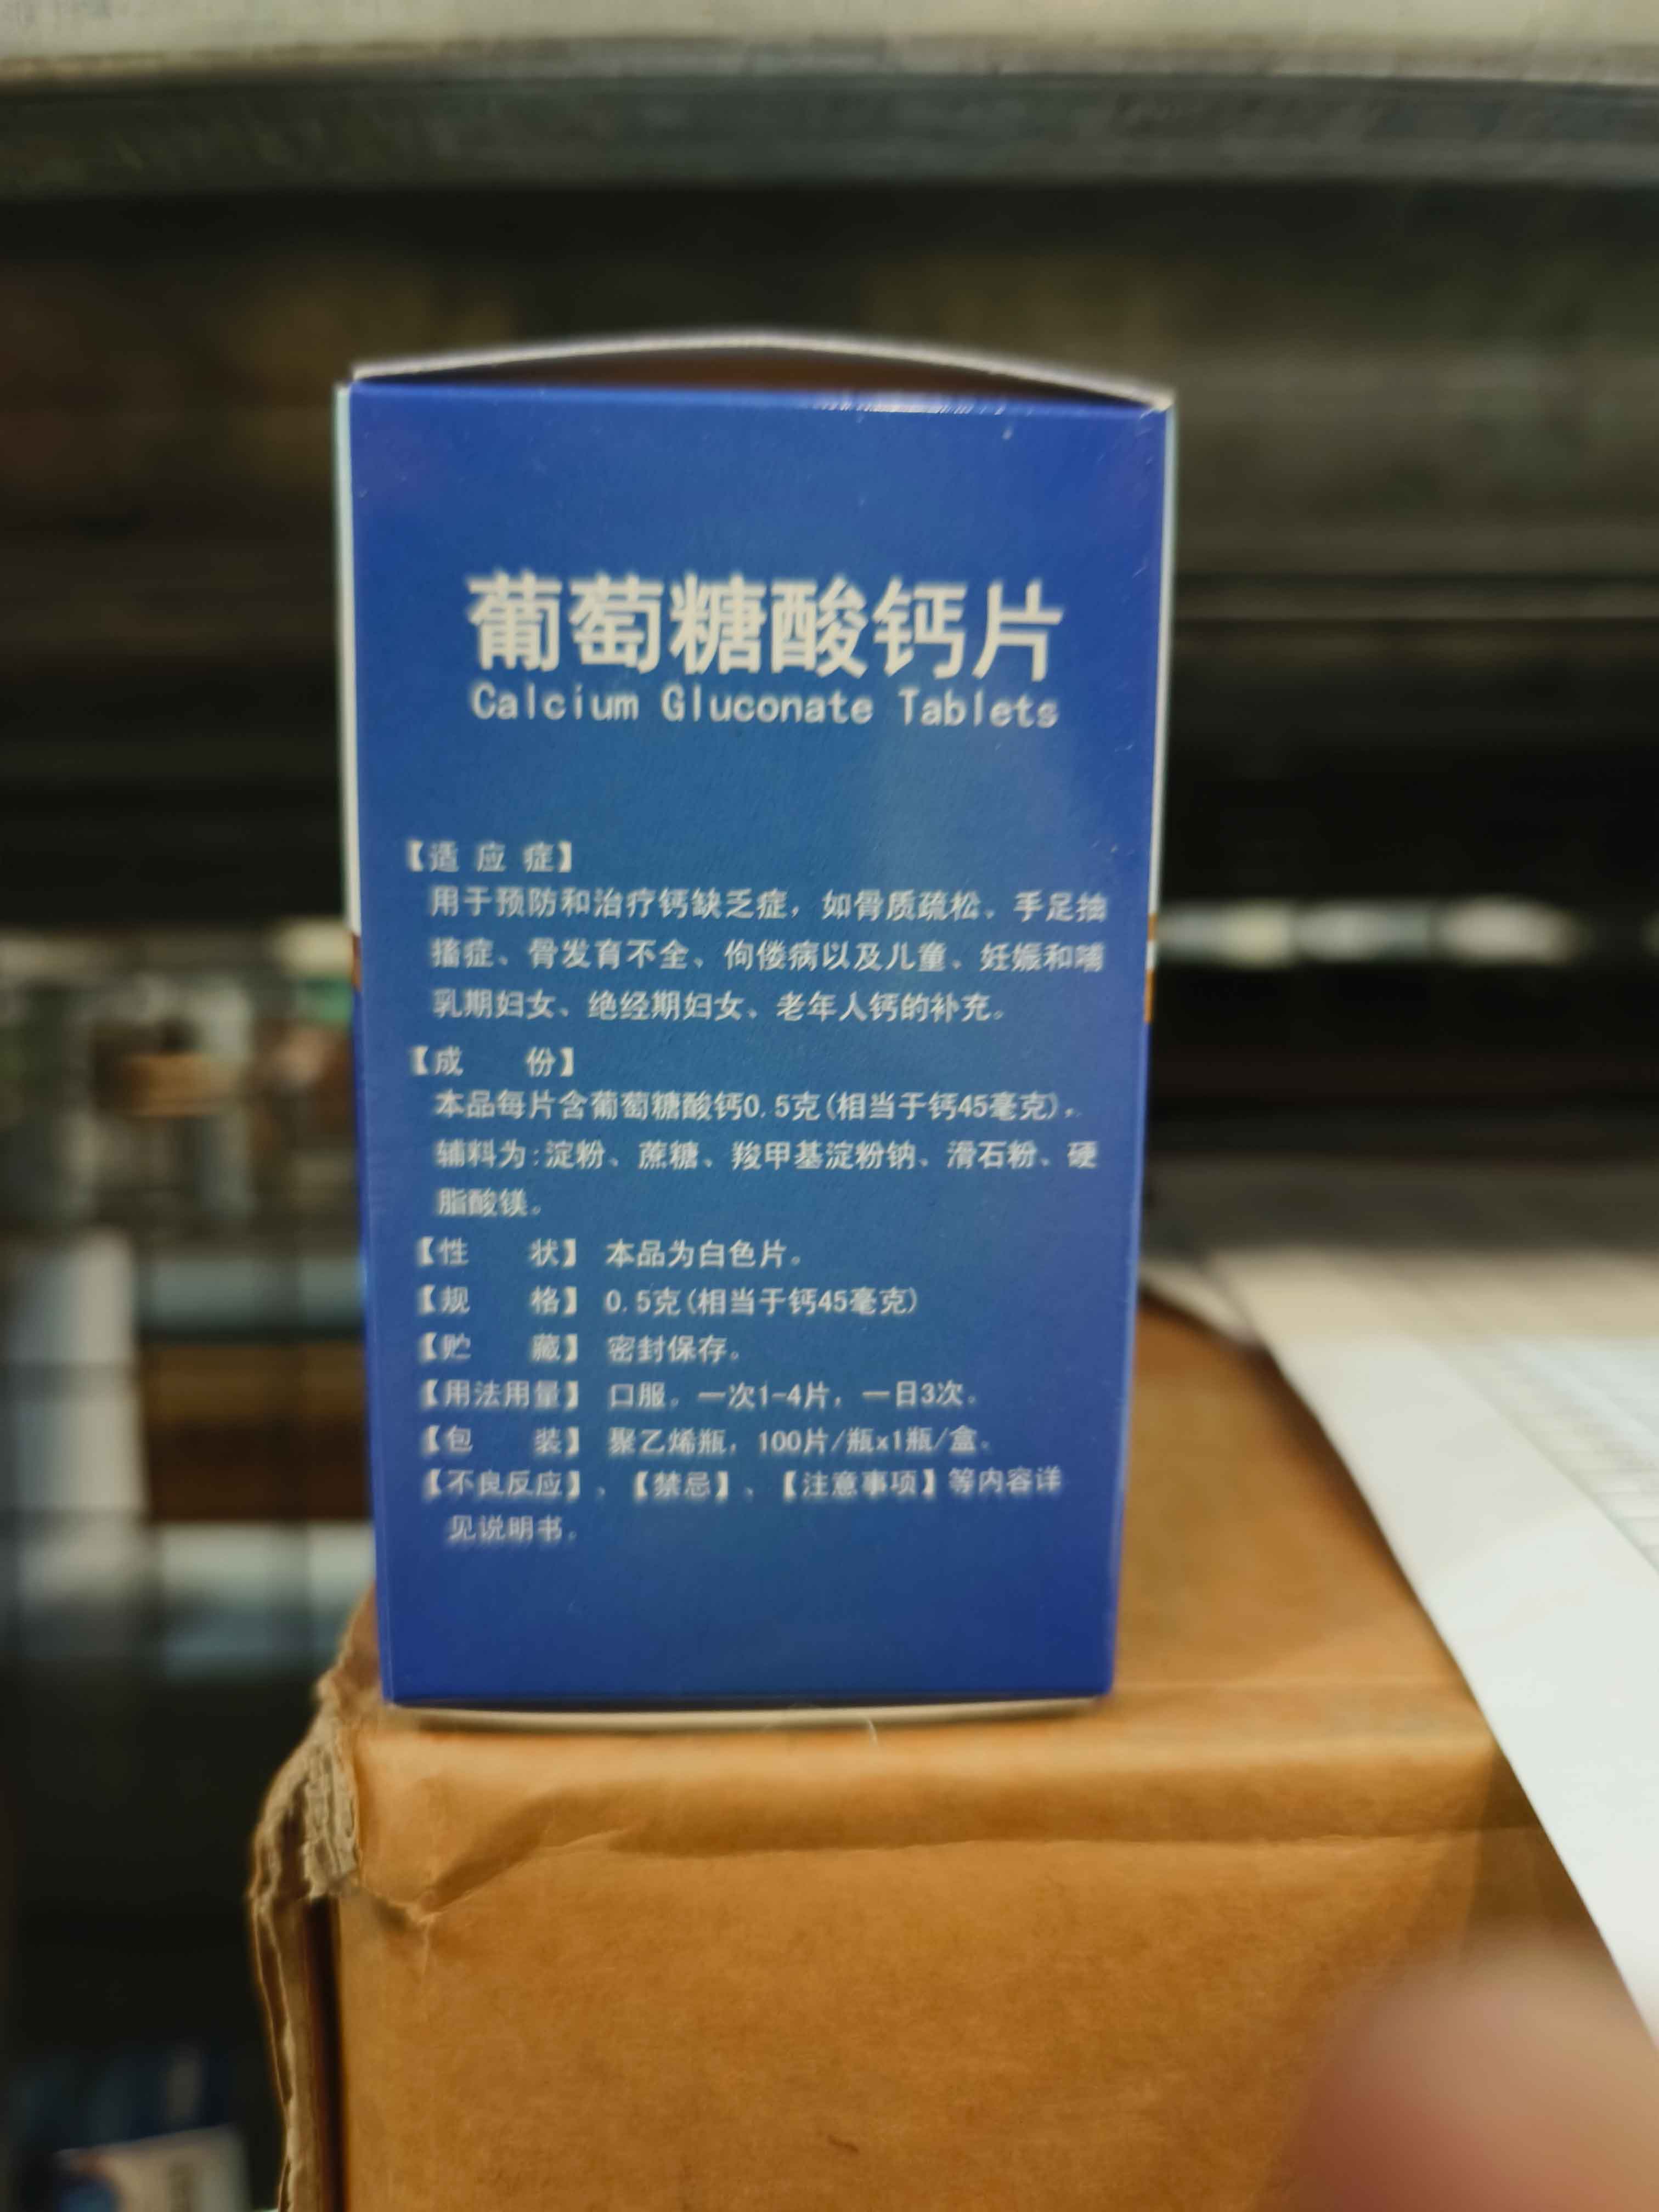 葡萄糖酸钙片
Calcium Gluconate Tablets
【适 应 症】
用于预防和治疗钙缺乏症，如骨质疏松、手足抽
搐症、骨发育不全、佝偻病以及儿童、妊娠和哺
乳期妇女、绝经期妇女、老年人钙的补充。
【成 份】
本品每片含葡萄糖酸钙0.5克(相当于钙45毫克)，
辅料为:淀粉、蔗糖、羧甲基淀粉钠、滑石粉、硬
脂酸镁。
【性 状】 本品为白色片。
【规 格】 0.5克(相当于钙45毫克)
【贮 藏】 密封保存。
【用法用量】 口服。一次1-4片，一日3次。
【包 装】 聚乙烯瓶，100片/瓶x1瓶/盒。
【不良反应】、【禁忌】、【注意事项】等内容详
见说明书。